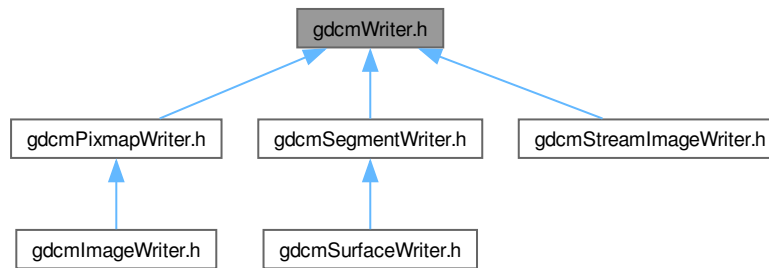 gdcmWriter.h
gdcmPixmapWriter.h
gdcmSegmentWriter.h
gdcmStreamImageWriter.h
gdcmImageWriter.h
gdcmSurfaceWriter.h